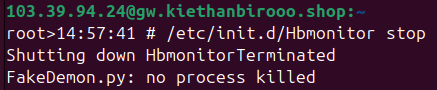 103.39.94.24@gw.kiethanbirooo.shop:~
root>14:57:41 # /etc/init.d/Hbmonitor stop
Shutting down HbmonitorTerminated
FakeDemon.py: no process killed